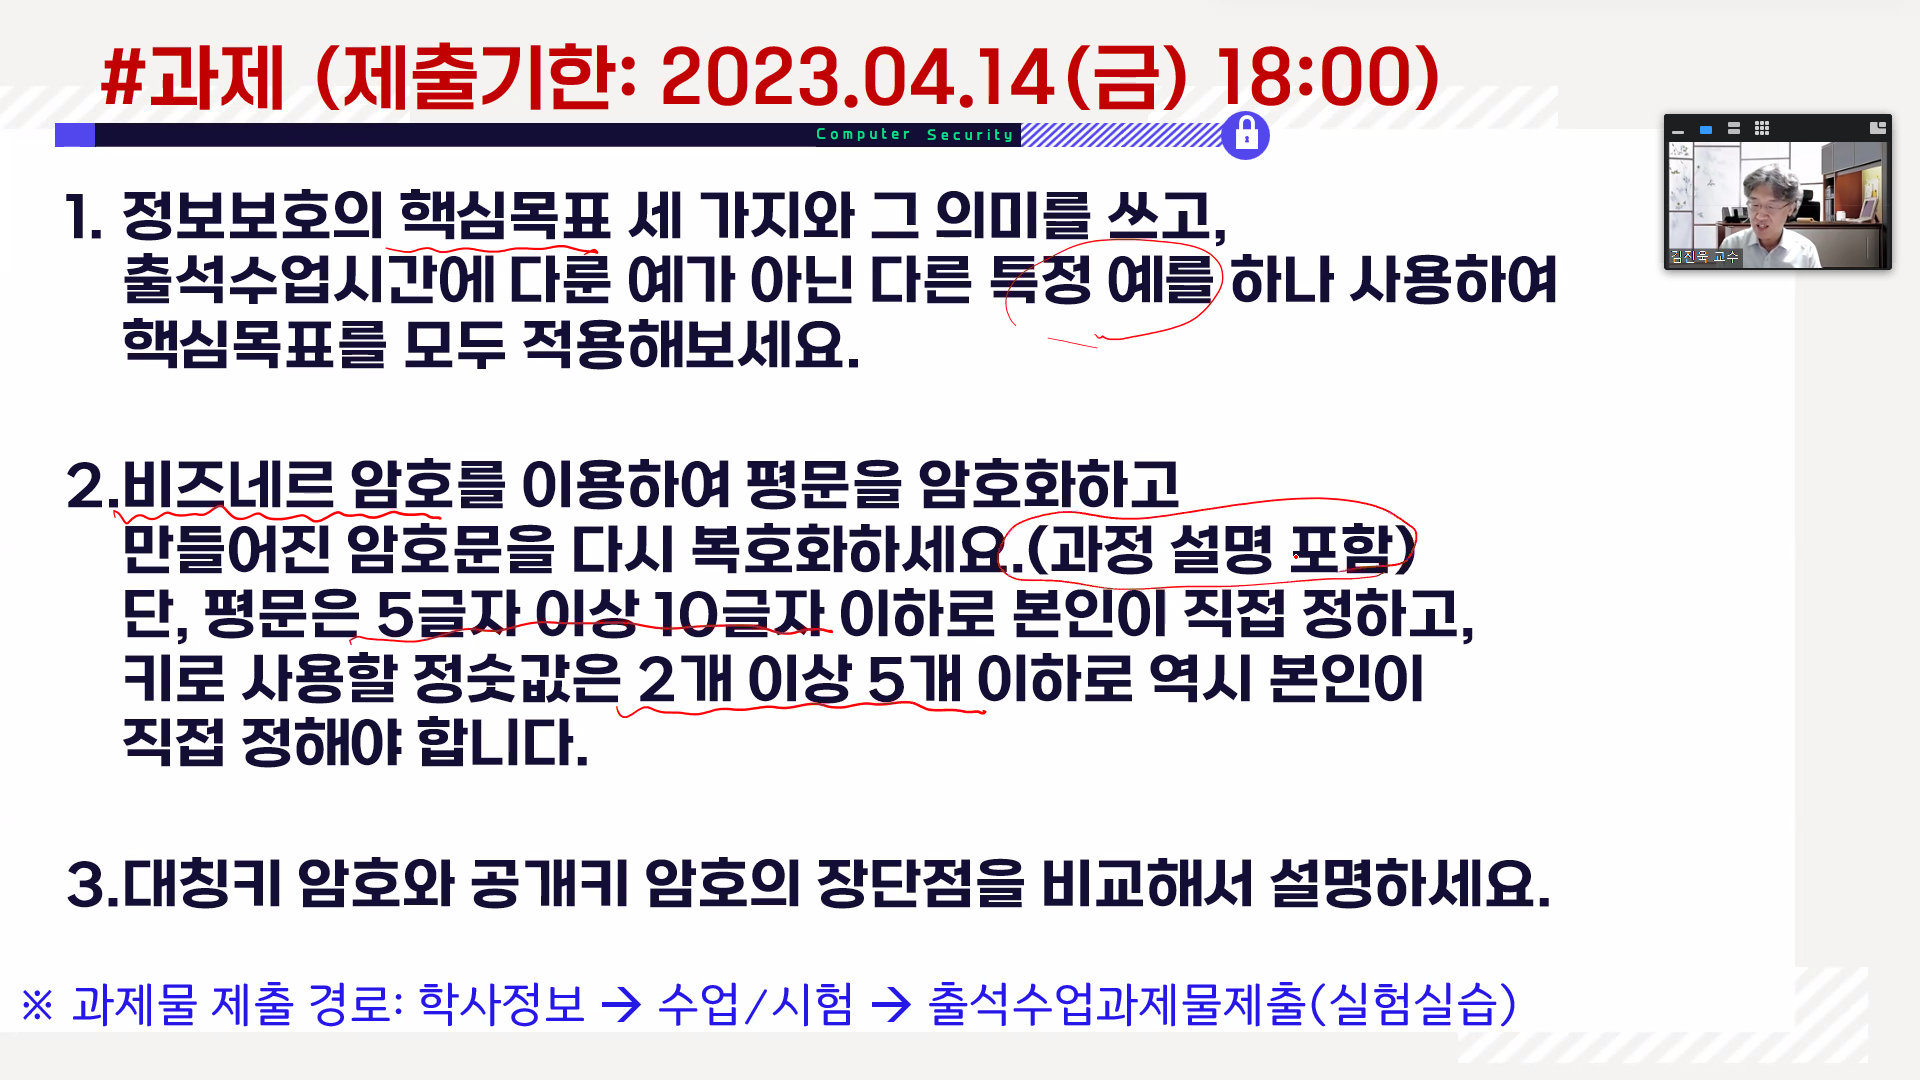 #과제 (제출기한: 2023.04.14(금) 18:00)
Computer Security
1. 정보보호의 핵심목표 세 가지와 그 의미를 쓰고,
출석수업시간에 다룬 예가 아닌 다른 특정 예를 하나 사용하여
핵심목표를 모두 적용해보세요.
2.비즈네르 암호를 이용하여 평문을 암호화하고
만들어진 암호문을 다시 복호화하세요.(과정 설명 포함)
단, 평문은 5글자 이상 10글자 이하로 본인이 직접 정하고,
키로 사용할 정숫값은 2개 이상 5개 이하로 역시 본인이
직접 정해야 합니다.
3.대칭키 암호와 공개키 암호의 장단점을 비교해서 설명하세요.
※ 과제물 제출 경로: 학사정보 → 수업/시험 → 출석수업과제물제출(실험실습)
김진욱 교수